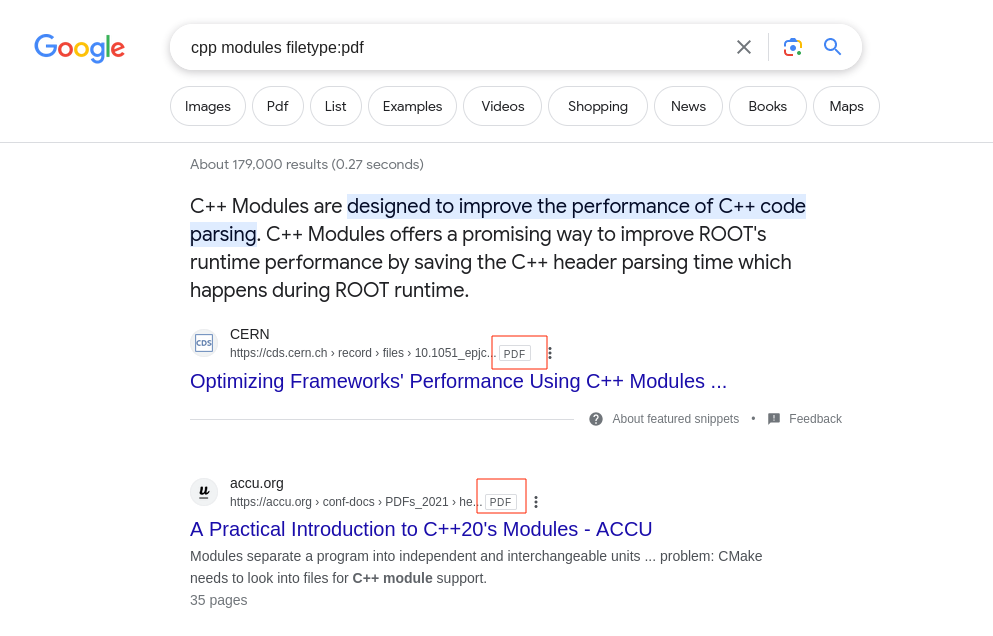 Google
cpp modules filetype:pdf
Images Pdf List Examples Videos Shopping News Books Maps
About 179,000 results (0.27 seconds)
C++ Modules are designed to improve the performance of C++ code
parsing. C++ Modules offers a promising way to improve ROOT's
runtime performance by saving the C++ header parsing time which
happens during ROOT runtime.
CDS
CERN
https://cds.cern.ch › record › files › 10.1051_epjc... PDF
Optimizing Frameworks' Performance Using C++ Modules ...
About featured snippets • Feedback
accu.org
https://accu.org › conf-docs › PDFs_2021 › he... PDF
A Practical Introduction to C++20's Modules - ACCU
Modules separate a program into independent and interchangeable units ... problem: CMake
needs to look into files for C++ module support.
35 pages